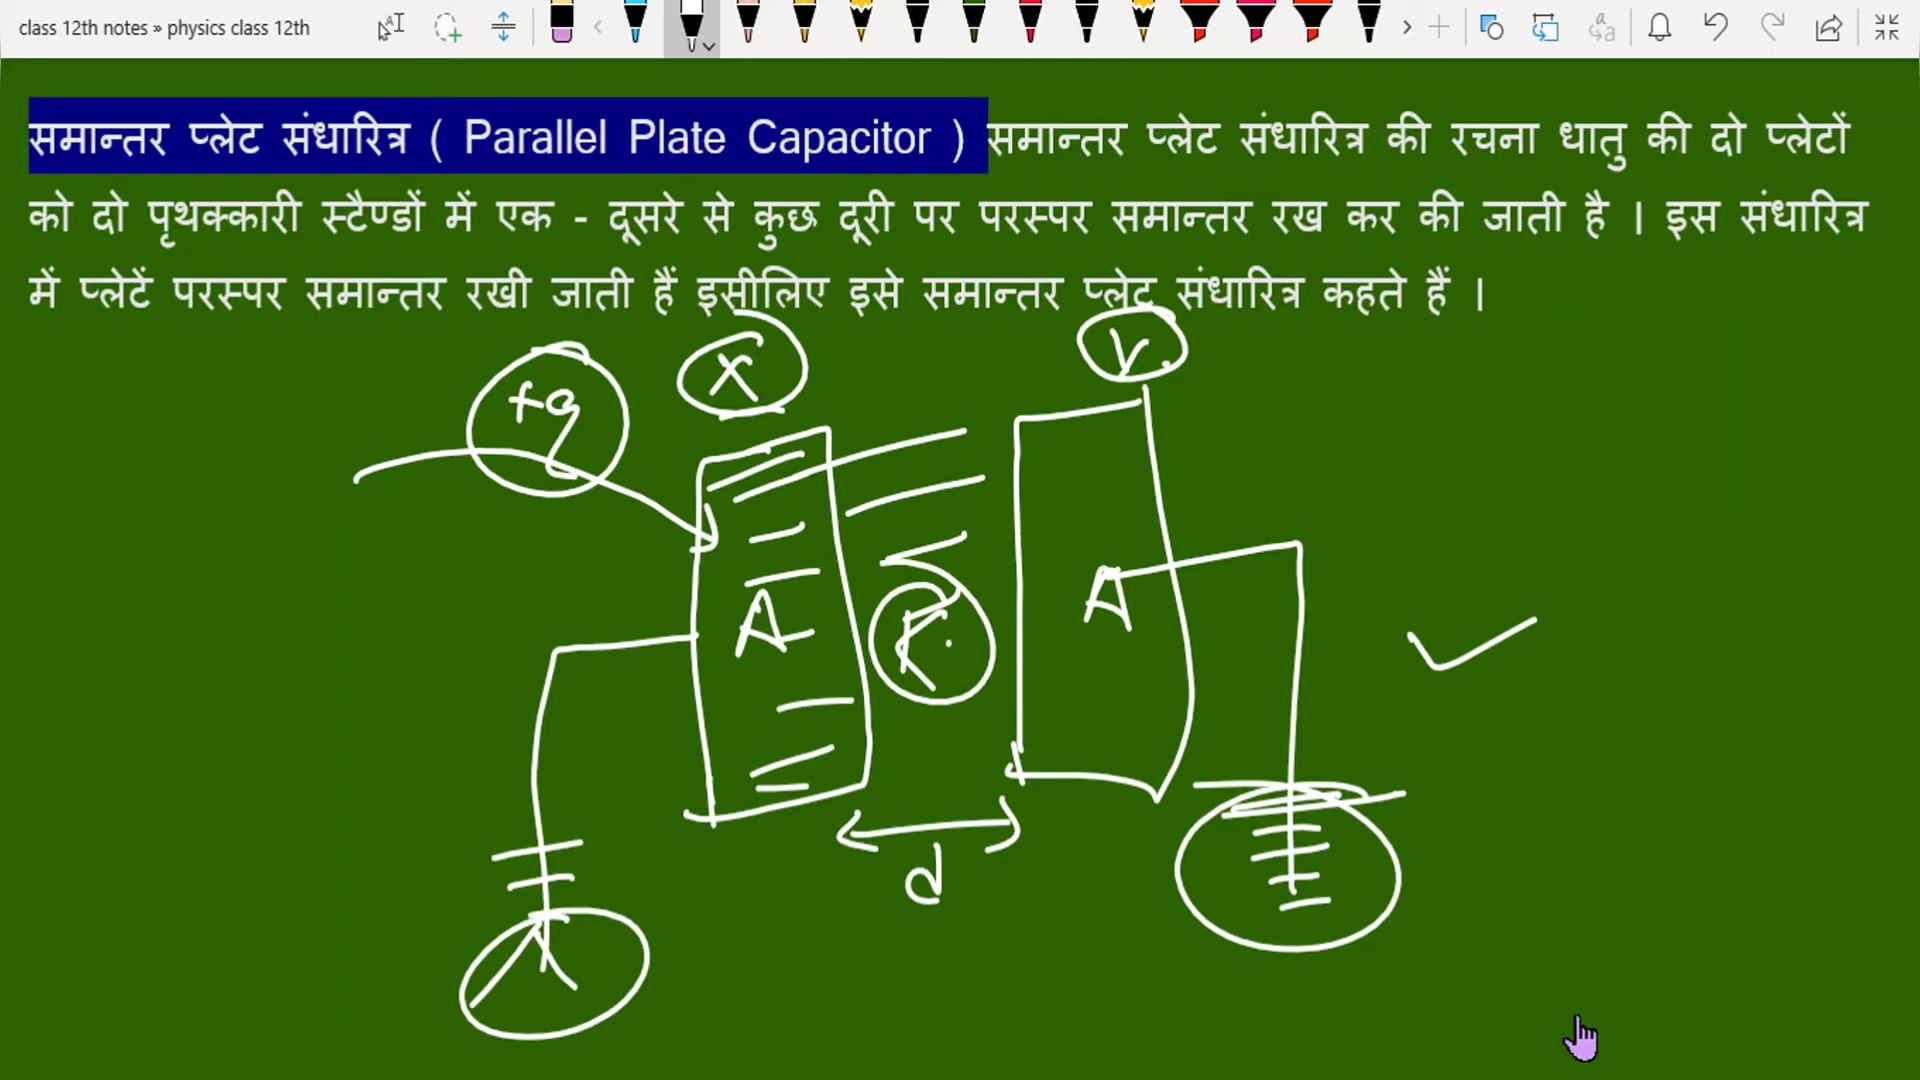 class 12th notes » physics class 12th
समान्तर प्लेट संधारित्र ( Parallel Plate Capacitor ) समान्तर प्लेट संधारित्र की रचना धातु की दो प्लेटों
को दो पृथक्कारी स्टैण्डों में एक - दूसरे से कुछ दूरी पर परस्पर समान्तर रख कर की जाती है । इस संधारित्र
में प्लेटें परस्पर समान्तर रखी जाती हैं इसीलिए इसे समान्तर प्लेट संधारित्र कहते हैं ।
+q
X
A
K
A
d